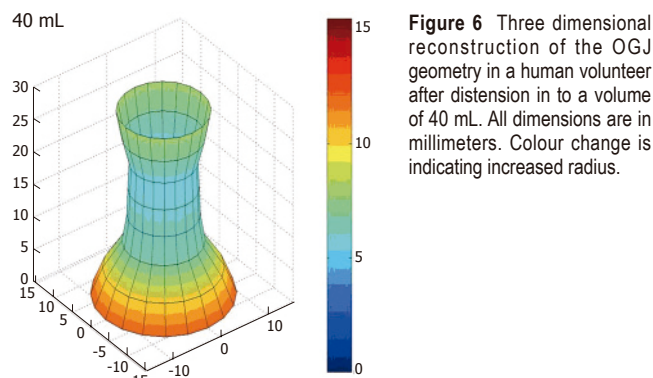 40 mL
30
25
20
15
10
5
0
15
10
5
0
-5
-10
-15
-10
0
10
15
10
5
0
Figure 6 Three dimensional
reconstruction of the OGJ
geometry in a human volunteer
after distension in to a volume
of 40 mL. All dimensions are in
millimeters. Colour change is
indicating increased radius.